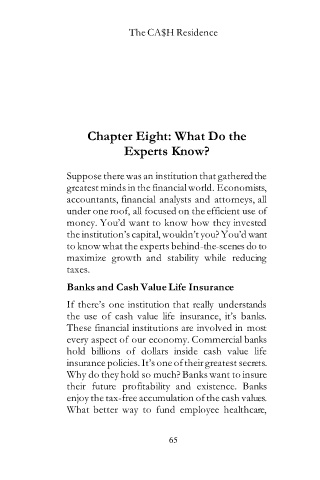 The CA$H Residence
Chapter Eight: What Do the
Experts Know?
Suppose there was an institution that gathered the
greatest minds in the financial world. Economists,
accountants, financial analysts and attorneys, all
under one roof, all focused on the efficient use of
money. You'd want to know how they invested
the institution's capital, wouldn't you? You'd want
to know what the experts behind-the-scenes do to
maximize growth and stability while reducing
taxes.
Banks and Cash Value Life Insurance
If there's one institution that really understands
the use of cash value life insurance, it's banks.
These financial institutions are involved in most
every aspect of our economy. Commercial banks
hold billions of dollars inside cash value life
insurance policies. It's one of their greatest secrets.
Why do they hold so much? Banks want to insure
their future profitability and existence. Banks
enjoy the tax-free accumulation of the cash values.
What better way to fund employee healthcare,
65